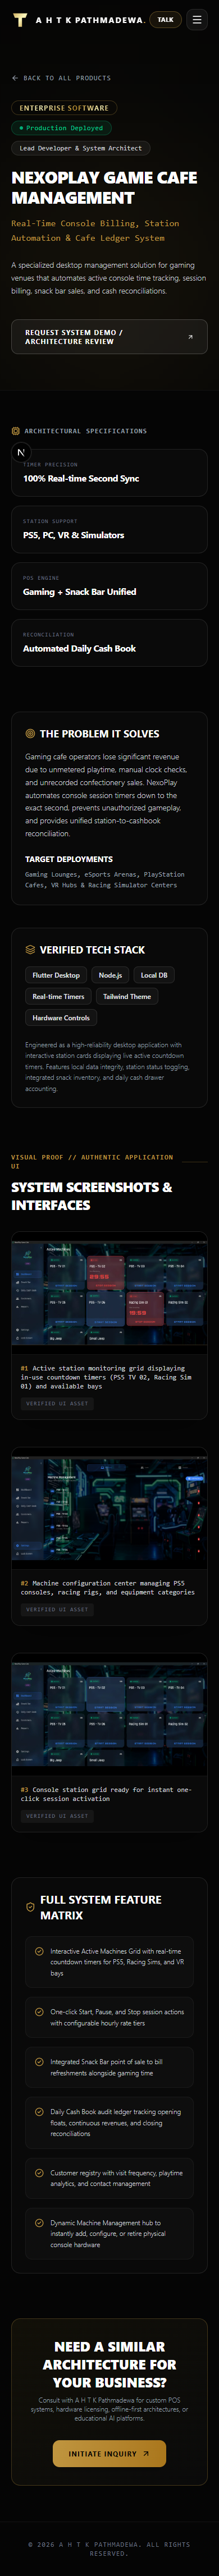 A H T K PATHMADEWA.
TALK
← BACK TO ALL PRODUCTS
ENTERPRISE SOFTWARE
Production Deployed
Lead Developer & System Architect
NEXOPLAY GAME CAFE
MANAGEMENT
Real-Time Console Billing, Station
Automation & Cafe Ledger System
A specialized desktop management solution for gaming
venues that automates active console time tracking, session
billing, snack bar sales, and cash reconciliations.
REQUEST SYSTEM DEMO /
ARCHITECTURE REVIEW
ARCHITECTURAL SPECIFICATIONS
N
TIMER PRECISION
100% Real-time Second Sync
STATION SUPPORT
PS5, PC, VR & Simulators
POS ENGINE
Gaming + Snack Bar Unified
RECONCILIATION
Automated Daily Cash Book
THE PROBLEM IT SOLVES
Gaming cafe operators lose significant revenue
to unmetered playtime, manual clock checks,
and unrecorded confectionery sales. NexoPlay
automates console session timers down to the
exact second, prevents unauthorized gameplay,
and provides unified station-to-cashbook
reconciliation.
TARGET DEPLOYMENTS
Gaming Lounges, eSports Arenas, PlayStation
Cafes, VR Hubs & Racing Simulator Centers
VERIFIED TECH STACK
Flutter Desktop
Node.js
Local DB
Real-time Timers
Tailwind Theme
Hardware Controls
Engineered as a high-reliability desktop application with
interactive station cards displaying live active countdown
timers. Features local data integrity, station status toggling,
integrated snack inventory, and daily cash drawer
accounting.
VISUAL PROOF // AUTHENTIC APPLICATION
UI
SYSTEM SCREENSHOTS &
INTERFACES
#1 Active station monitoring grid displaying
in-use countdown timers (PS5 TV 02, Racing Sim
01) and available bays
VERIFIED UI ASSET
#2 Machine configuration center managing PS5
consoles, racing rigs, and equipment categories
VERIFIED UI ASSET
#3 Console station grid ready for instant one-
click session activation
VERIFIED UI ASSET
FULL SYSTEM FEATURE
MATRIX
Interactive Active Machines Grid with real-time
countdown timers for PS5, Racing Sims, and VR
bays
One-click Start, Pause, and Stop session actions
with configurable hourly rate tiers
Integrated Snack Bar point of sale to bill
refreshments alongside gaming time
Daily Cash Book audit ledger tracking opening
floats, continuous revenues, and closing
reconciliations
Customer registry with visit frequency, playtime
analytics, and contact management
Dynamic Machine Management hub to
instantly add, configure, or retire physical
console hardware
NEED A SIMILAR
ARCHITECTURE FOR
YOUR BUSINESS?
Consult with A H T K Pathmadewa for custom POS
systems, hardware licensing, offline-first architectures, or
educational AI platforms.
INITIATE INQUIRY
© 2026 A H T K PATHMADEWA. ALL RIGHTS
RESERVED.